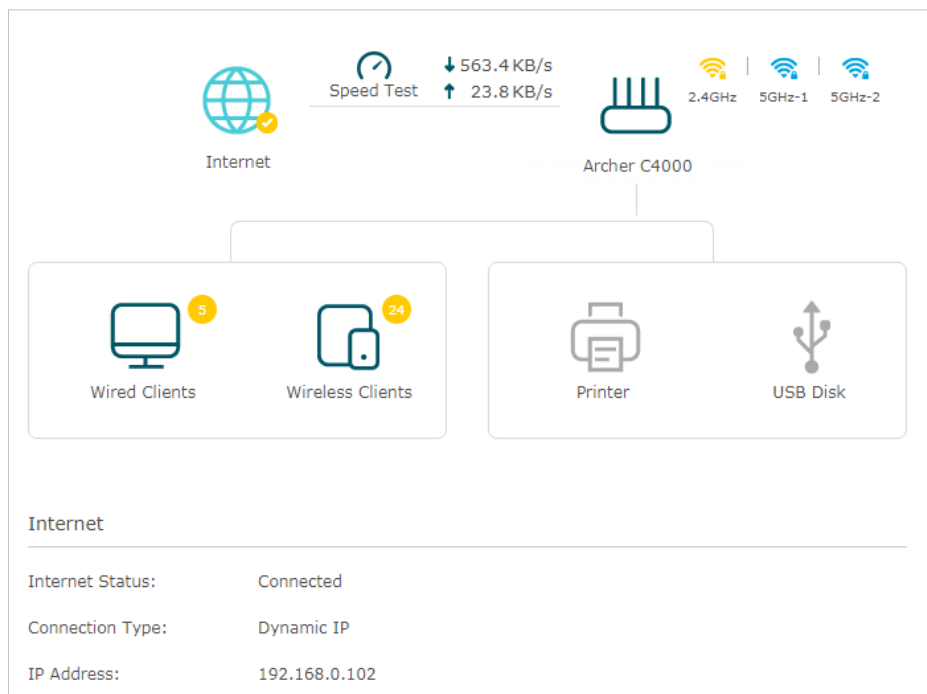 Speed Test
563.4 KB/s
23.8 KB/s
2.4GHz
5GHz-1
5GHz-2
Internet
Archer C4000
5
24
Wired Clients
Wireless Clients
Printer
USB Disk
Internet
Internet Status: Connected
Connection Type: Dynamic IP
IP Address: 192.168.0.102